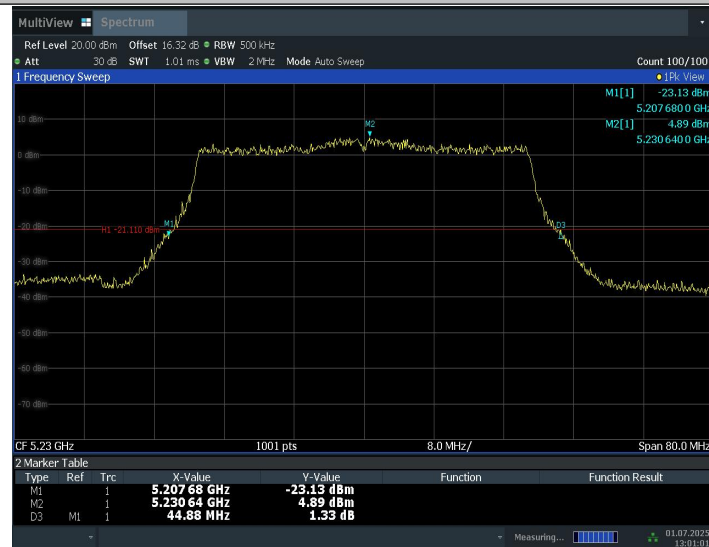 MultiView Spectrum
Ref Level 20.00 dBm Offset 16.32 dB RBW 500 kHz
Att 30 dB SWT 1.01 ms VBW 2 MHz Mode Auto Sweep Count 100/100
1 Frequency Sweep 1Pk View
M1[1] -23.13 dBm
5.207 680 0 GHz
10 dBm M2 M2[1] 4.89 dBm
5.230 640 0 GHz
0 dBm
-10 dBm
-20 dBm H1 -21.110 dBm M1 D3
-30 dBm
-40 dBm
-50 dBm
-60 dBm
-70 dBm
CF 5.23 GHz 1001 pts 8.0 MHz/ Span 80.0 MHz
2 Marker Table
Type Ref Trc X-Value Y-Value Function Function Result
M1 1 5.207 68 GHz -23.13 dBm
M2 1 5.230 64 GHz 4.89 dBm
D3 M1 1 44.88 MHz 1.33 dB
Measuring... 01.07.2025
13:01:01